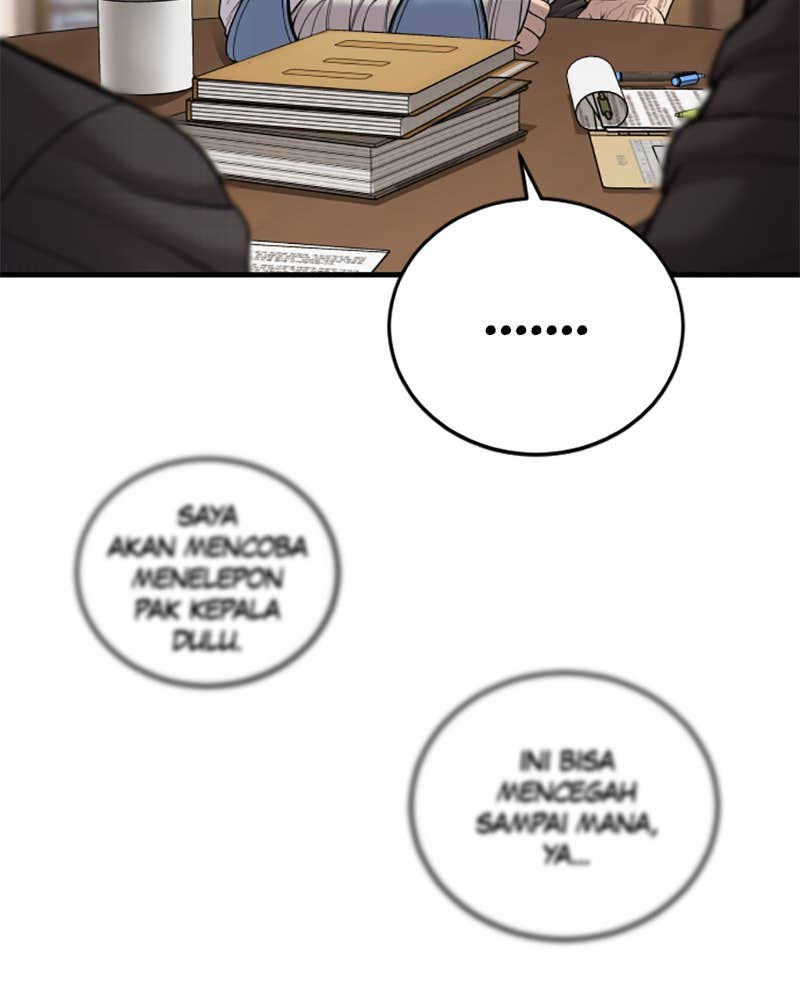 .......
SAYA
AKAN MENCOBA
MENELEPON
PAK KEPALA
DULU.
INI BISA
MENCEGAH
SAMPAI MANA,
YA...